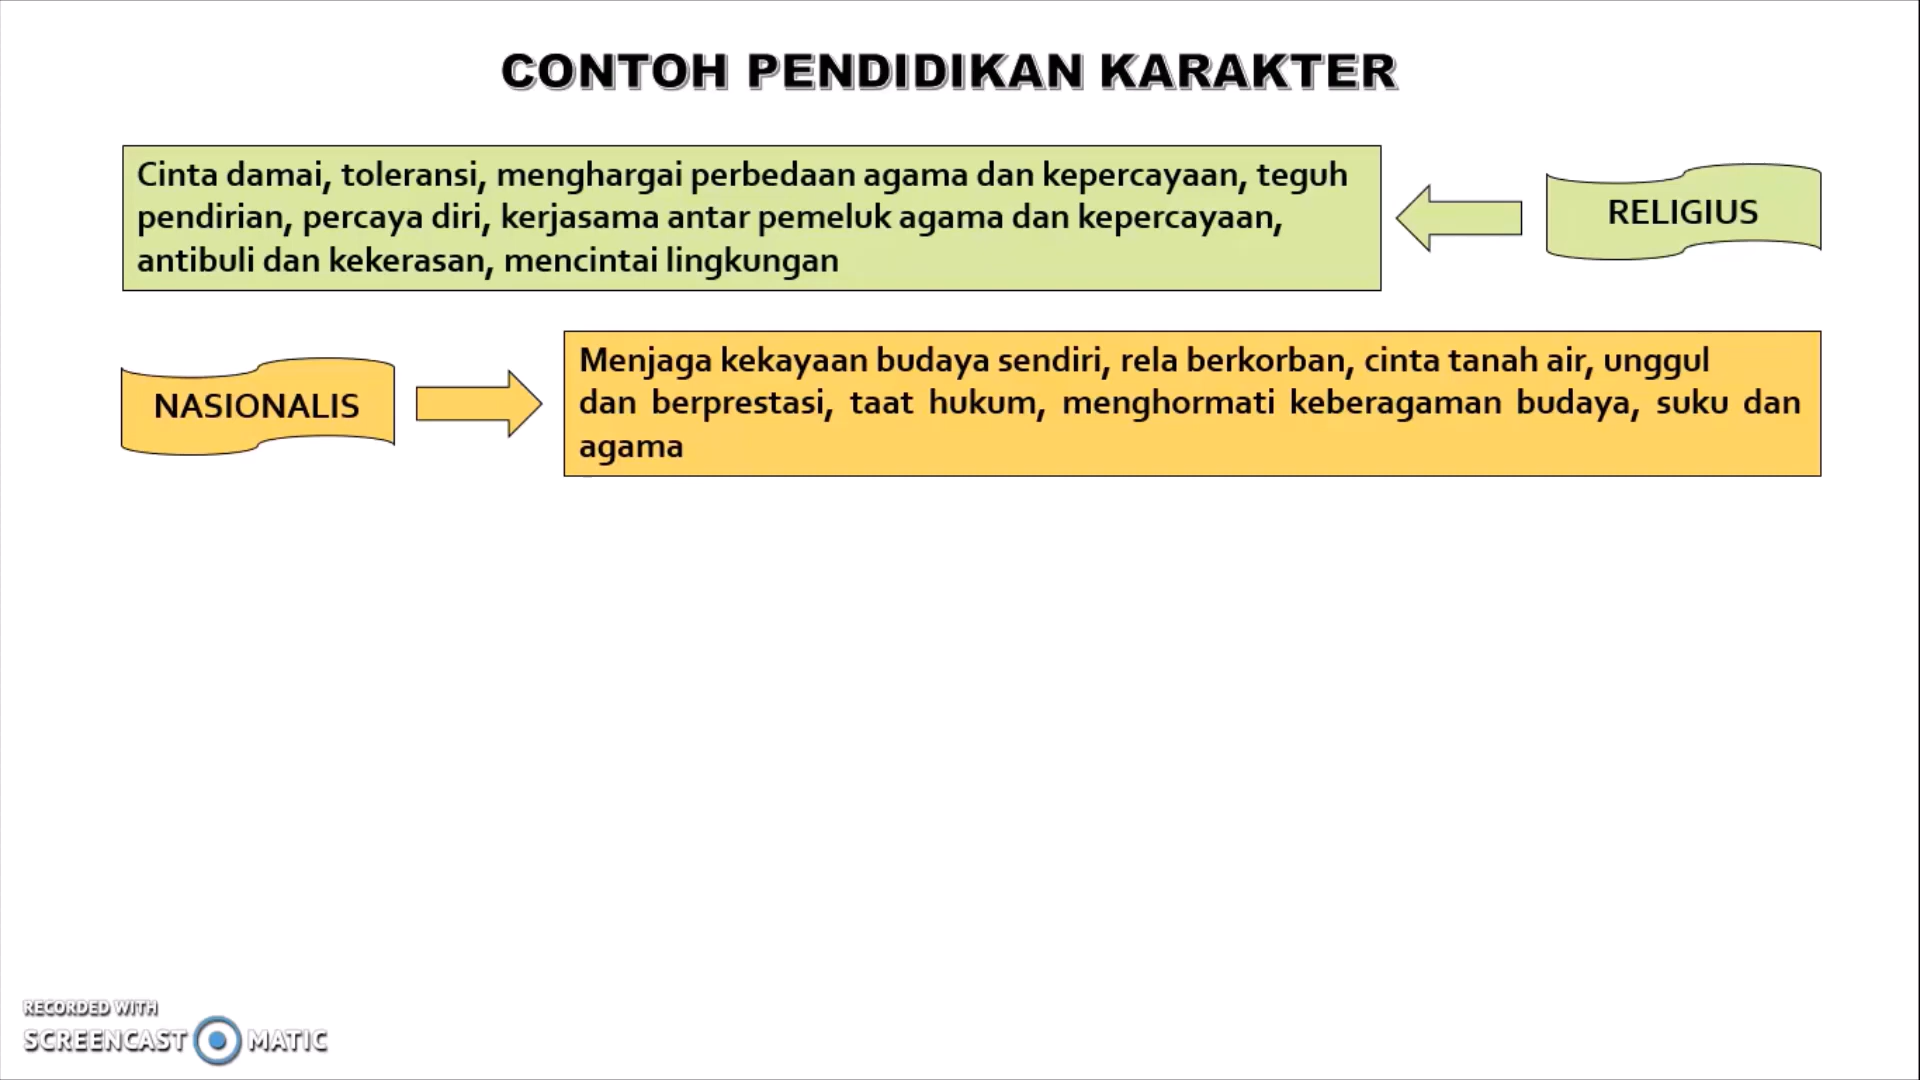 CONTOH PENDIDIKAN KARAKTER
Cinta damai, toleransi, menghargai perbedaan agama dan kepercayaan, teguh
pendirian, percaya diri, kerjasama antar pemeluk agama dan kepercayaan,
antibuli dan kekerasan, mencintai lingkungan
RELIGIUS
NASIONALIS
Menjaga kekayaan budaya sendiri, rela berkorban, cinta tanah air, unggul
dan berprestasi, taat hukum, menghormati keberagaman budaya, suku dan
agama
RECORDED WITH
SCREENCAST MATIC